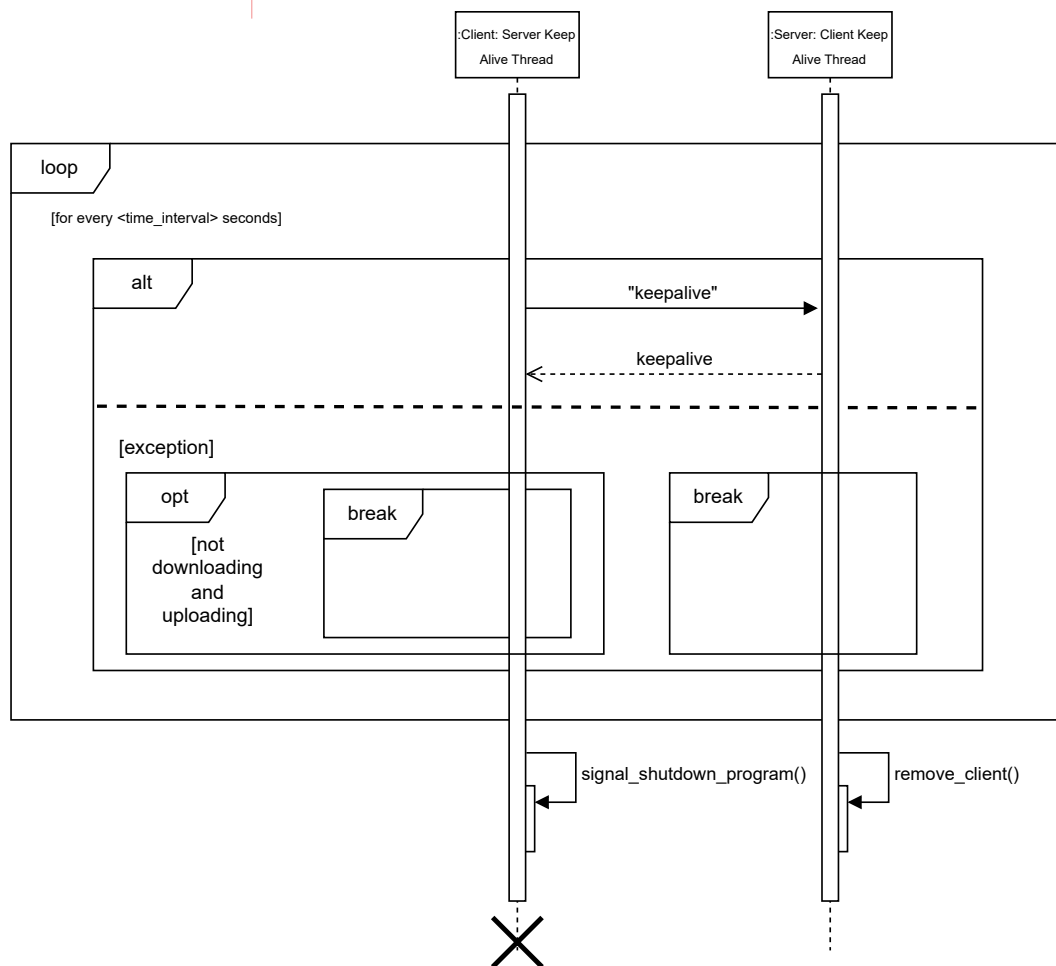 :Client: Server Keep
Alive Thread
:Server: Client Keep
Alive Thread
loop
[for every <time_interval> seconds]
alt
"keepalive"
keepalive
[exception]
opt
break
break
[not
downloading
and
uploading]
signal_shutdown_program()
remove_client()